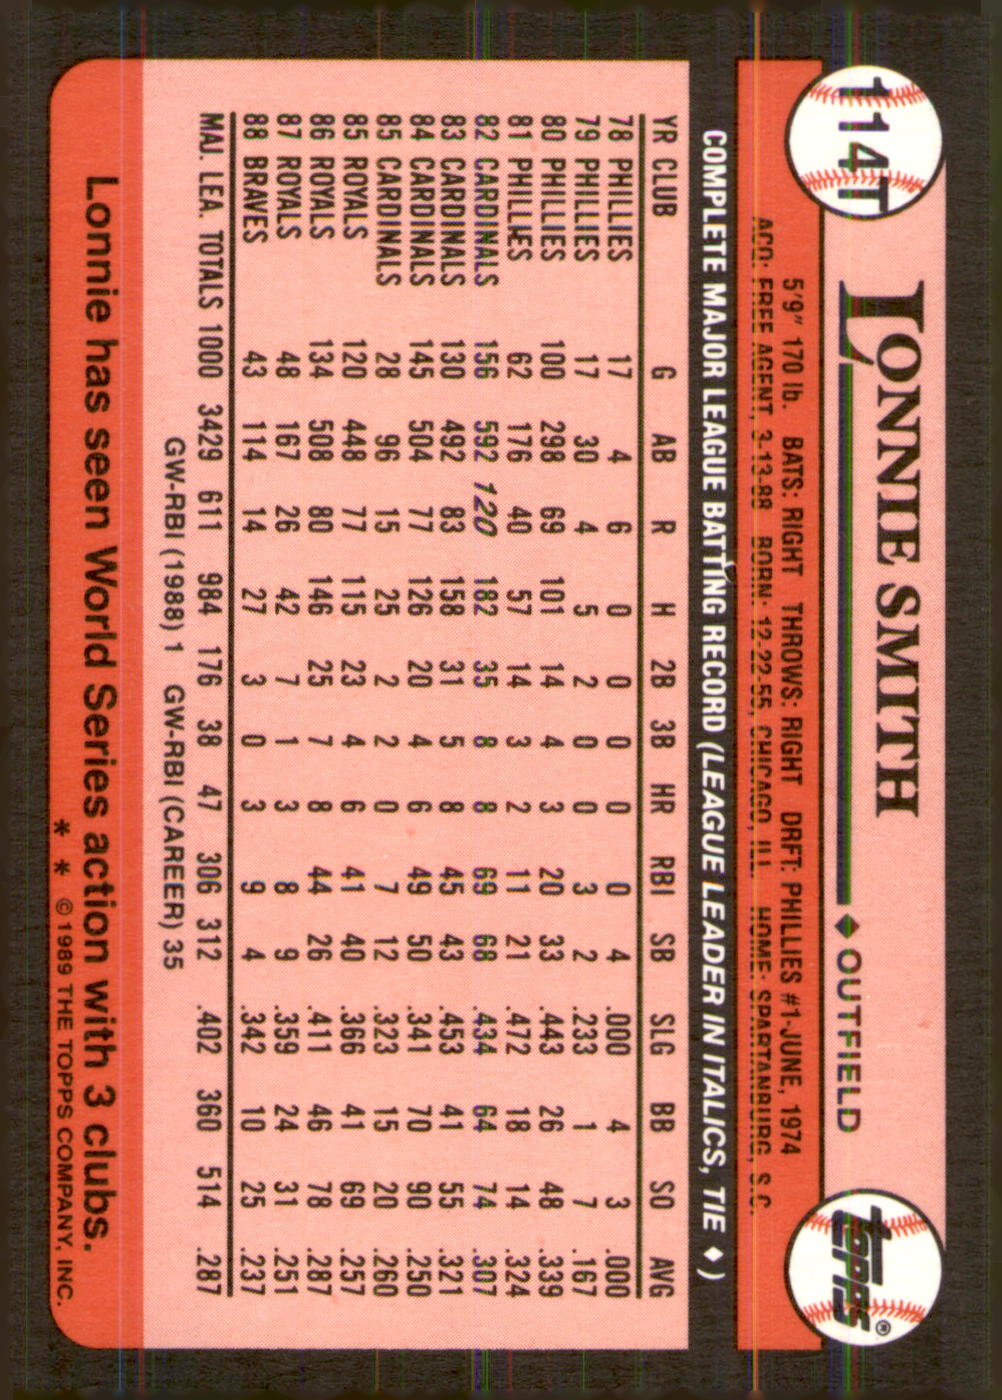 114T
LONNIE SMITH ♦ OUTFIELD
TOPPS®
5'9" 170 lb. BATS: RIGHT THROWS: RIGHT DRFT: PHILLIES #1-JUNE, 1974
ACQ: FREE AGENT, 3-13-88 BORN: 12-22-55, CHICAGO, ILL. HOME: SPARTANBURG, S.C.
COMPLETE MAJOR LEAGUE BATTING RECORD (LEAGUE LEADER IN ITALICS, TIE ♦)
YR CLUB G AB R H 2B 3B HR RBI SB SLG BB SO AVG
78 PHILLIES 17 4 6 0 0 0 0 0 4 .000 4 3 .000
79 PHILLIES 17 30 4 5 2 0 0 3 2 .233 1 7 .167
80 PHILLIES 100 298 69 101 14 4 3 20 33 .443 26 48 .339
81 PHILLIES 62 176 40 57 14 3 2 11 21 .472 18 14 .324
82 CARDINALS 156 592 120 182 35 8 8 69 68 .434 64 74 .307
83 CARDINALS 130 492 83 158 31 5 8 45 43 .453 41 55 .321
84 CARDINALS 145 504 77 126 20 4 6 49 50 .341 70 90 .250
85 CARDINALS 28 96 15 25 2 2 0 7 12 .323 15 20 .260
85 ROYALS 120 448 77 115 23 4 6 41 40 .366 41 69 .257
86 ROYALS 134 508 80 146 25 7 8 44 26 .411 46 78 .287
87 ROYALS 48 167 26 42 7 1 3 8 9 .359 24 31 .251
88 BRAVES 43 114 14 27 3 0 3 9 4 .342 10 25 .237
MAJ. LEA. TOTALS 1000 3429 611 984 176 38 47 306 312 .402 360 514 .287
GW-RBI (1988) 1 GW-RBI (CAREER) 35
Lonnie has seen World Series action with 3 clubs.
* * © 1989 THE TOPPS COMPANY, INC.